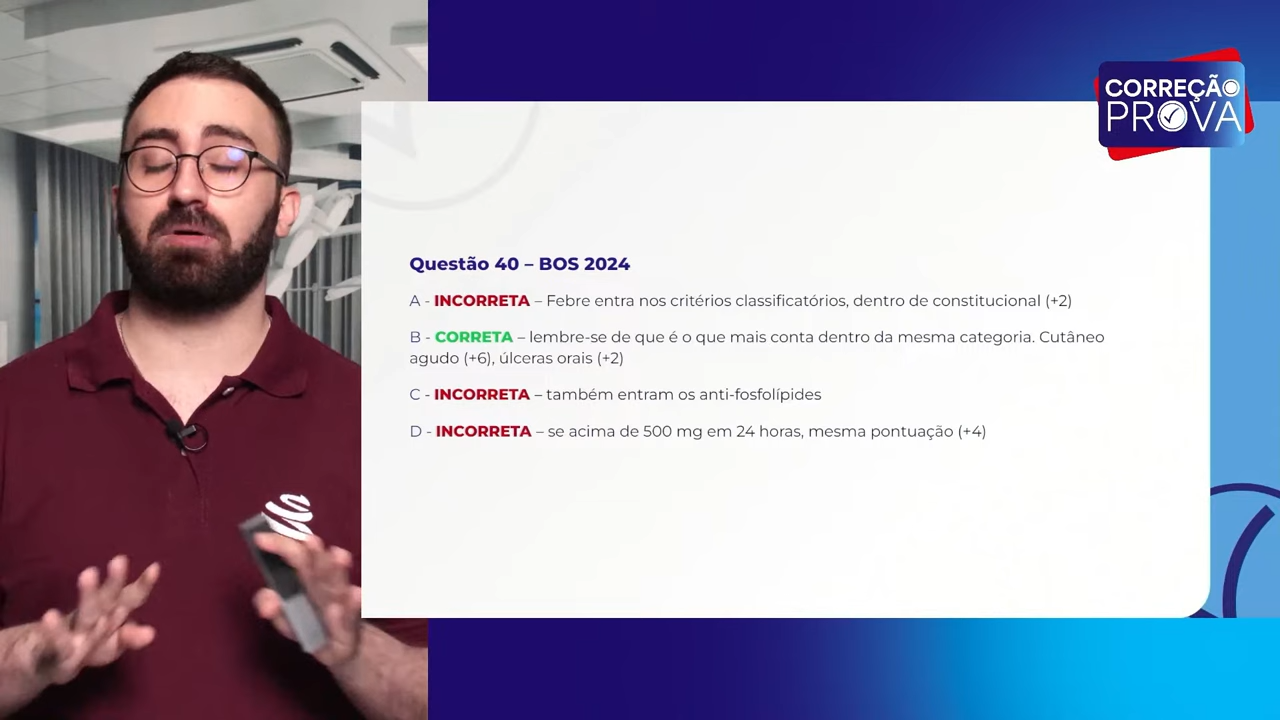 CORREÇÃO
PROVA
Questão 40 – BOS 2024
A - INCORRETA – Febre entra nos critérios classificatórios, dentro de constitucional (+2)
B - CORRETA – lembre-se de que é o que mais conta dentro da mesma categoria. Cutâneo
agudo (+6), úlceras orais (+2)
C - INCORRETA – também entram os anti-fosfolípides
D - INCORRETA – se acima de 500 mg em 24 horas, mesma pontuação (+4)